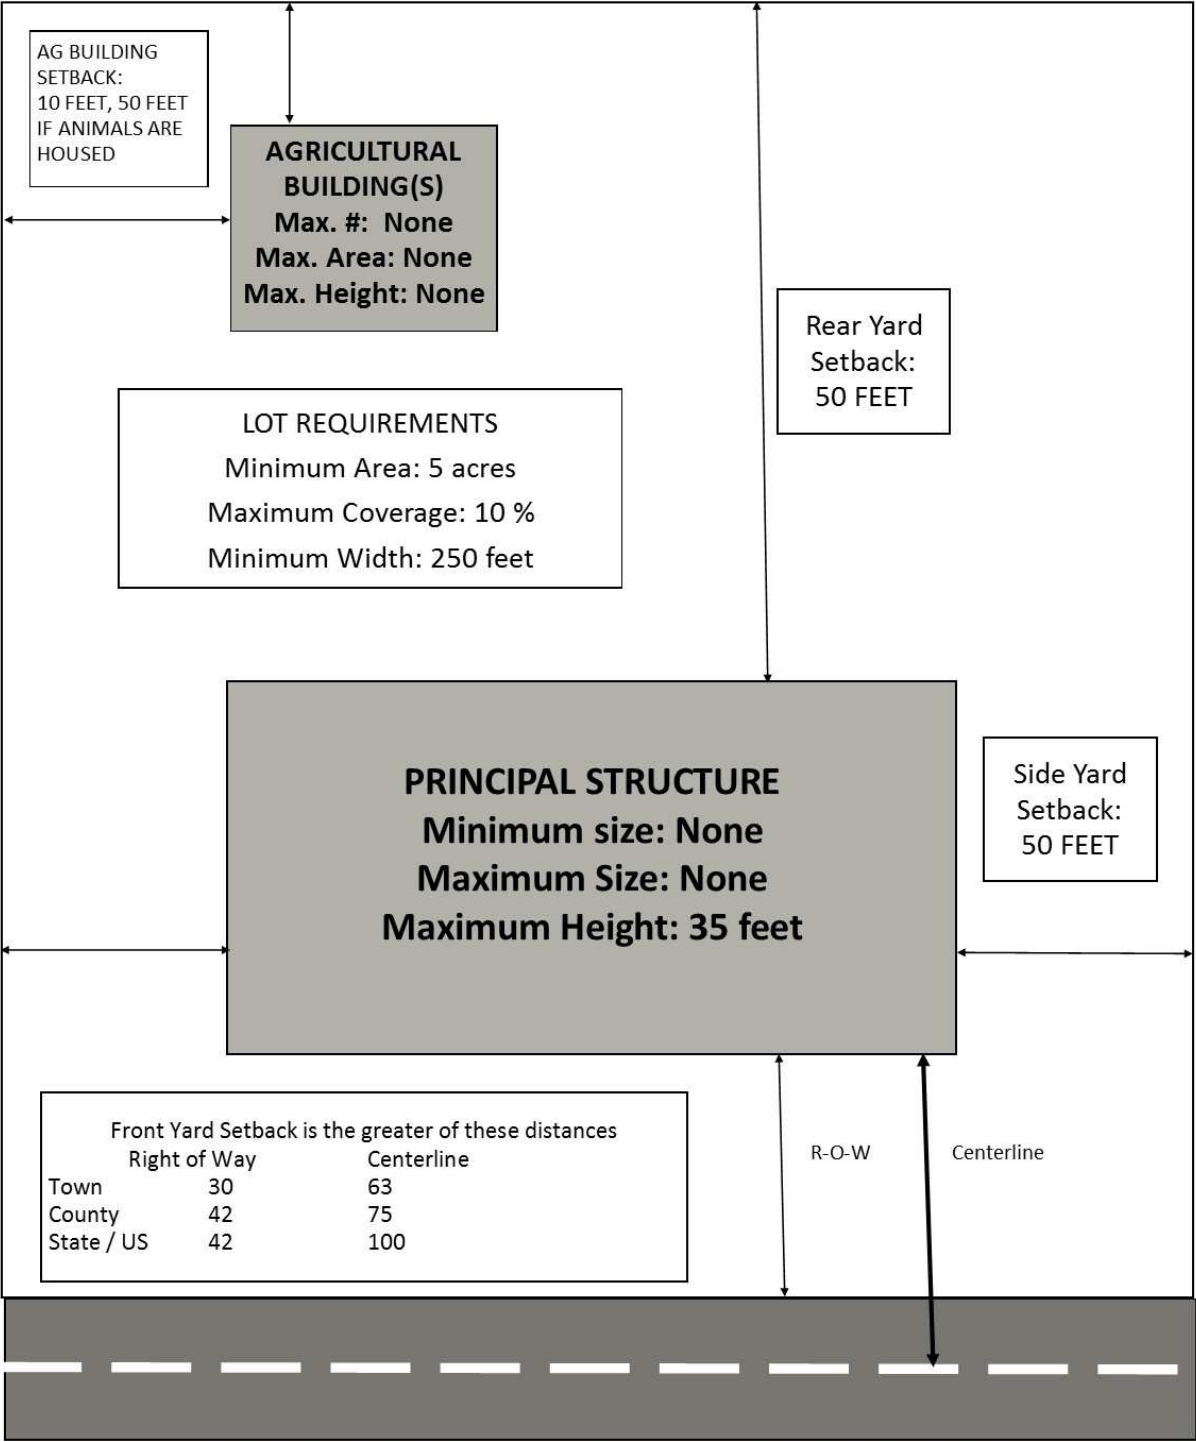 AG BUILDING
SETBACK:
10 FEET, 50 FEET
IF ANIMALS ARE
HOUSED
AGRICULTURAL
BUILDING(S)
Max. #: None
Max. Area: None
Max. Height: None
Rear Yard
Setback:
50 FEET
LOT REQUIREMENTS
Minimum Area: 5 acres
Maximum Coverage: 10 %
Minimum Width: 250 feet
PRINCIPAL STRUCTURE
Minimum size: None
Maximum Size: None
Maximum Height: 35 feet
Side Yard
Setback:
50 FEET
Front Yard Setback is the greater of these distances
Right of Way Centerline
Town 30 63
County 42 75
State / US 42 100
R-O-W
Centerline